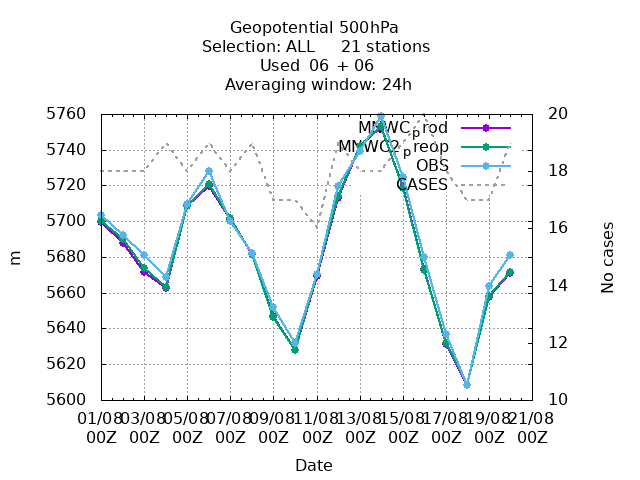 Geopotential 500hPa
Selection: ALL 21 stations
Used 06 + 06
Averaging window: 24h
5760
5740
5720
5700
5680
5660
5640
5620
5600
m
20
18
16
14
12
10
No cases
MNWC_prod
MNWC2_preop
OBS
CASES
01/08 03/08 05/08 07/08 09/08 11/08 13/08 15/08 17/08 19/08 21/08
00Z 00Z 00Z 00Z 00Z 00Z 00Z 00Z 00Z 00Z 00Z
Date